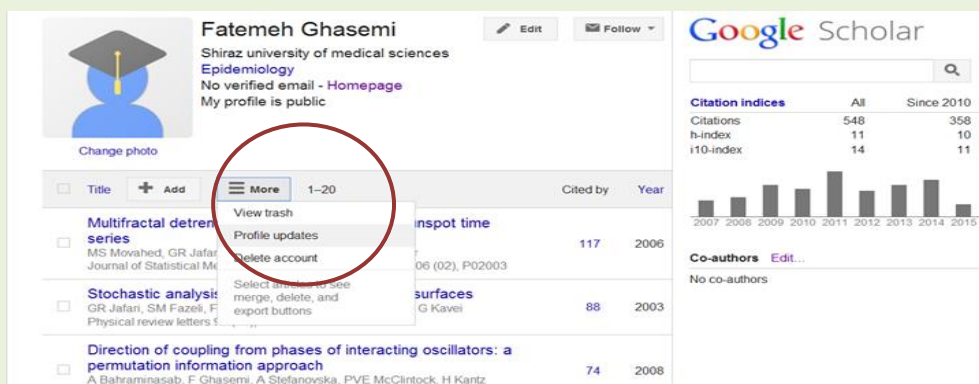 Fatemeh Ghasemi
Edit
Follow
Shiraz university of medical sciences
Epidemiology
No verified email - Homepage
My profile is public
Change photo
Title Add More 1–20 Cited by Year
View trash
Profile updates
Delete account
Select articles to see
merge, delete, and
export buttons
Multifractal detren unspot time
series
117 2006
MS Movahed, GR Jafar
Journal of Statistical Me 06 (02), P02003
Stochastic analysis surfaces
88 2003
GR Jafari, SM Fazeli, F G Kavei
Physical review letters 9
Direction of coupling from phases of interacting oscillators: a
permutation information approach
74 2008
A Bahraminasab, F Ghasemi, A Stefanovska, PVE McClintock, H Kantz
Google Scholar
Citation indices All Since 2010
Citations 548 358
h-index 11 10
i10-index 14 11
2007 2008 2009 2010 2011 2012 2013 2014 2015
Co-authors Edit...
No co-authors